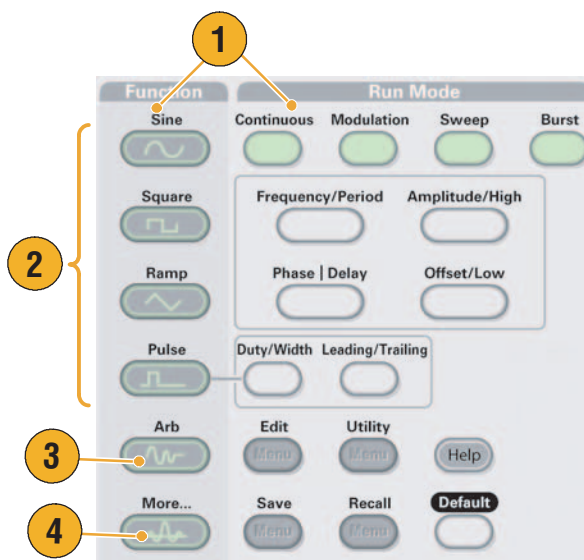 1
Function Run Mode
Sine Continuous Modulation Sweep Burst
2
Square Frequency/Period Amplitude/High
Ramp Phase | Delay Offset/Low
Pulse Duty/Width Leading/Trailing
Arb Edit Utility
3
Menu Menu Help
More... Save Recall Default
4
Menu Menu